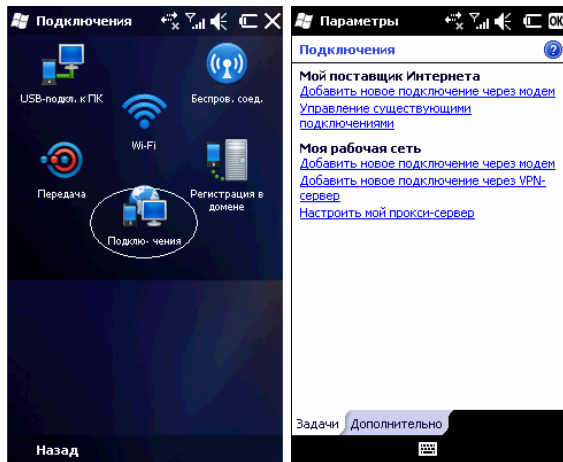 Подключения
USB-подкл. к ПК
Беспров. соед.
Wi-Fi
Передача
Регистрация в
домене
Подклю- чения
Назад
Параметры
OK
Подключения
?
Мой поставщик Интернета
Добавить новое подключение через модем
Управление существующими
подключениями
Моя рабочая сеть
Добавить новое подключение через модем
Добавить новое подключение через VPN-
сервер
Настроить мой прокси-сервер
Задачи
Дополнительно